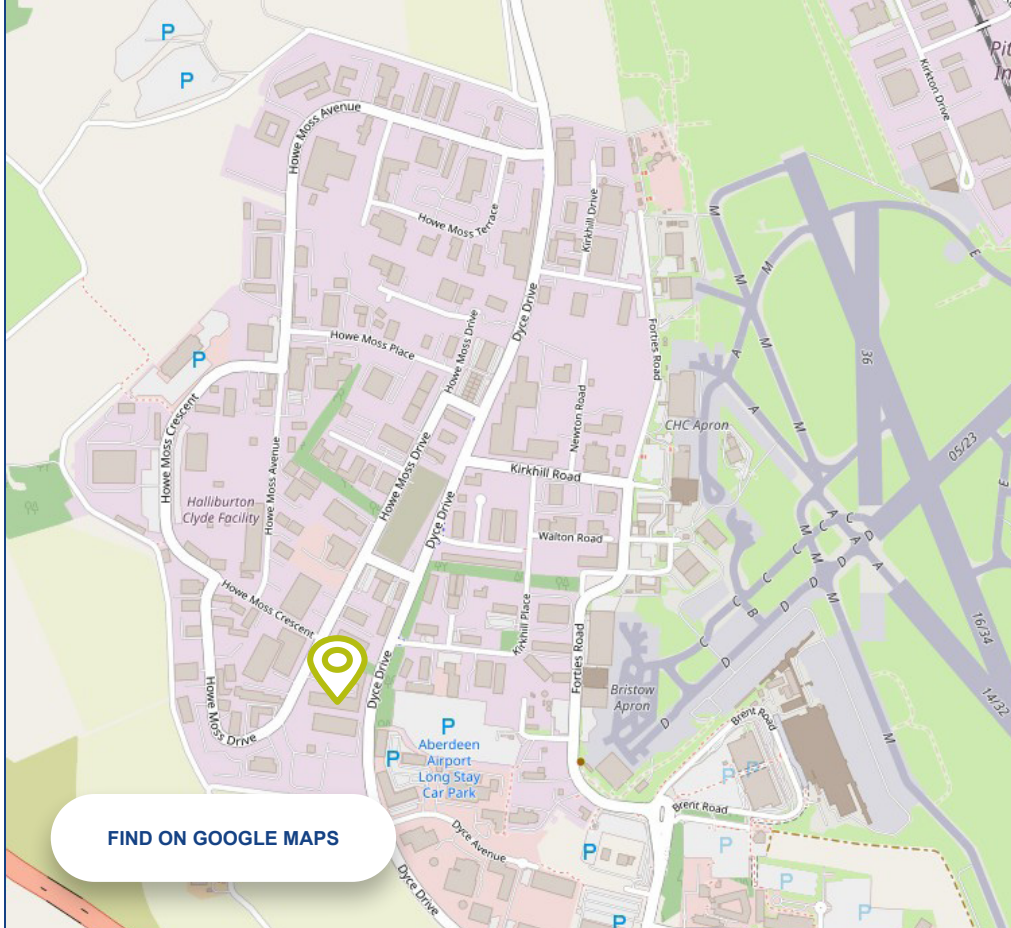 P
P
Pit
In
Kirkton Drive
Howe Moss Avenue
Howe Moss Terrace
Kirkhill Drive
M
M
M
M
E
Dyce Drive
Howe Moss Drive
Forties Road
Howe Moss Place
P
A
A
M
36
Newton Road
CHC Apron
05/23
Howe Moss Crescent
Howe Moss Avenue
Howe Moss Drive
Kirkhill Road
Halliburton
Clyde Facility
Dyce Drive
Walton Road
E
A
C
C
C
A
D
A
M
M
D
D
M
C
C
B
D
D
C
D
D
M
Howe Moss Crescent
Kirkhill Place
Forties Road
16/34
14/32
Dyce Drive
Bristow
Apron
Howe Moss Drive
Brent Road
P
Aberdeen
Airport
Long Stay
Car Park
P
P
P
Brent Road
FIND ON GOOGLE MAPS
Dyce Avenue
P
P
P
Dyce Drive
P
P